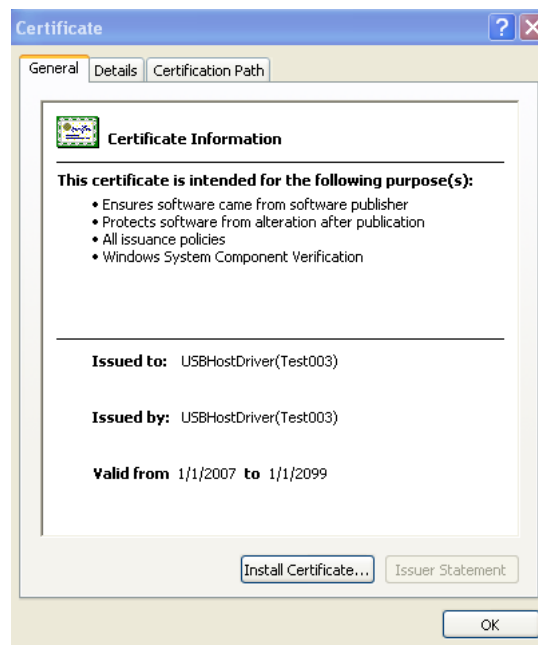 Certificate
General Details Certification Path
Certificate Information
This certificate is intended for the following purpose(s):
• Ensures software came from software publisher
• Protects software from alteration after publication
• All issuance policies
• Windows System Component Verification
Issued to: USBHostDriver(Test003)
Issued by: USBHostDriver(Test003)
Valid from 1/1/2007 to 1/1/2099
Install Certificate... Issuer Statement
OK